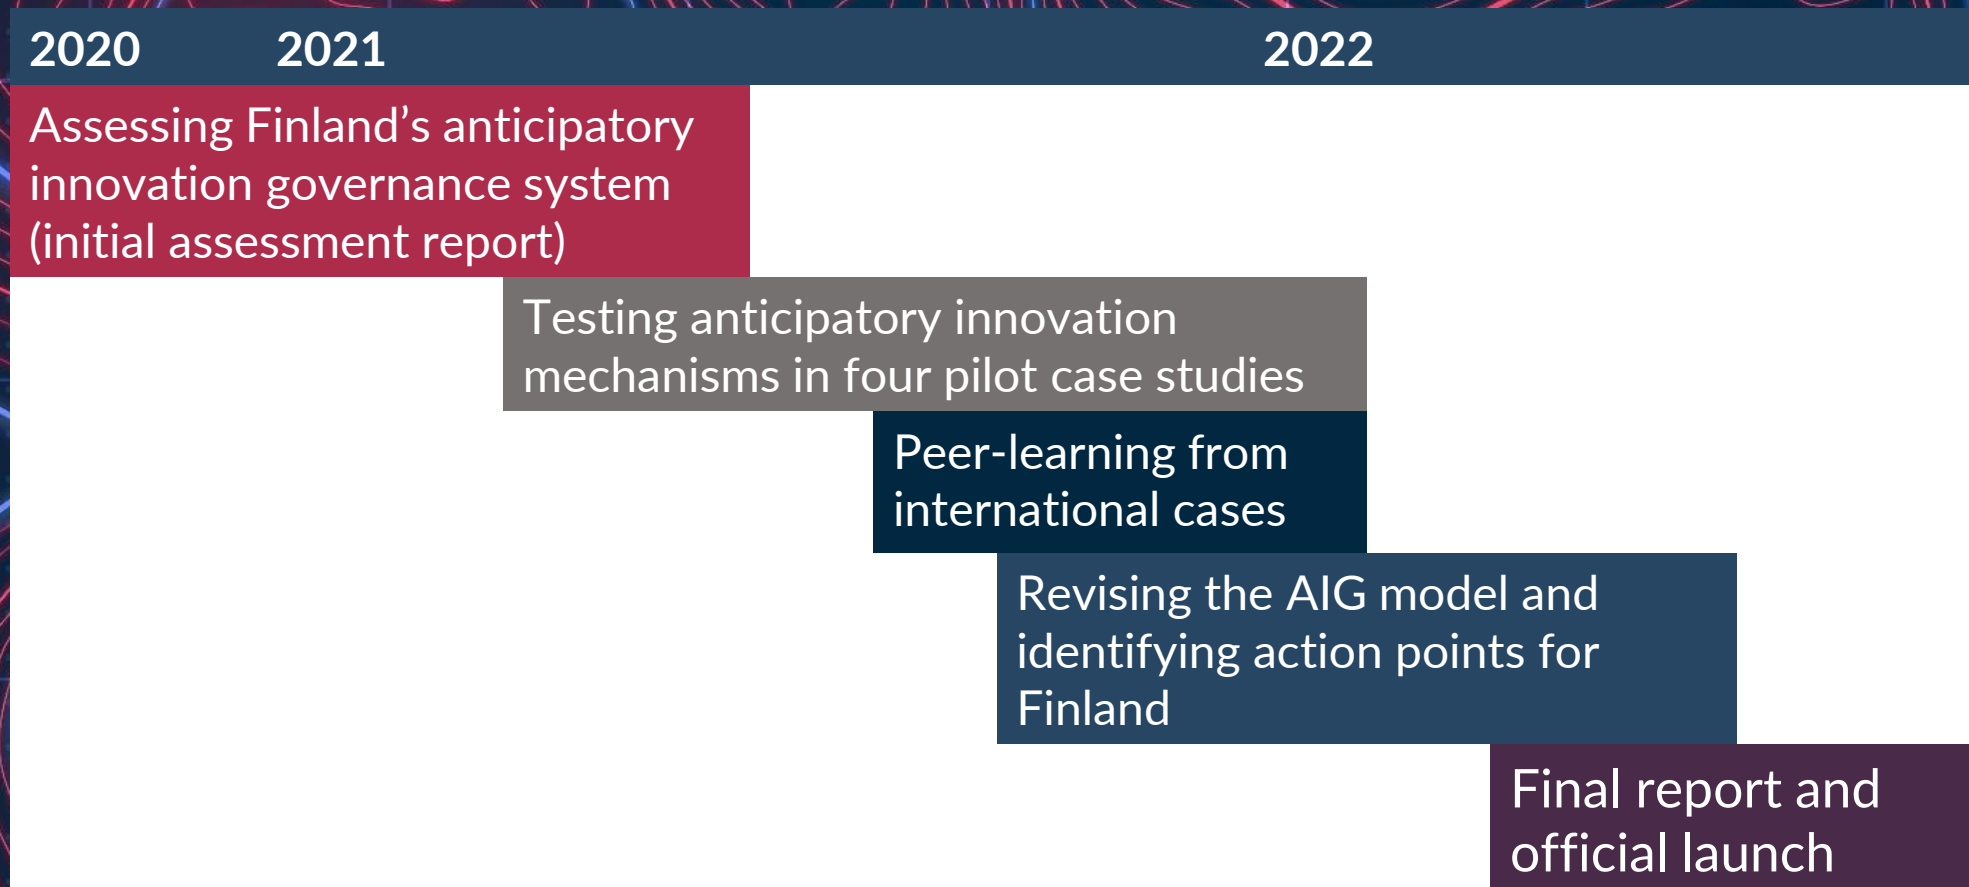 2020 2021 2022
Assessing Finland’s anticipatory
innovation governance system
(initial assessment report)
Testing anticipatory innovation
mechanisms in four pilot case studies
Peer-learning from
international cases
Revising the AIG model and
identifying action points for
Finland
Final report and
official launch